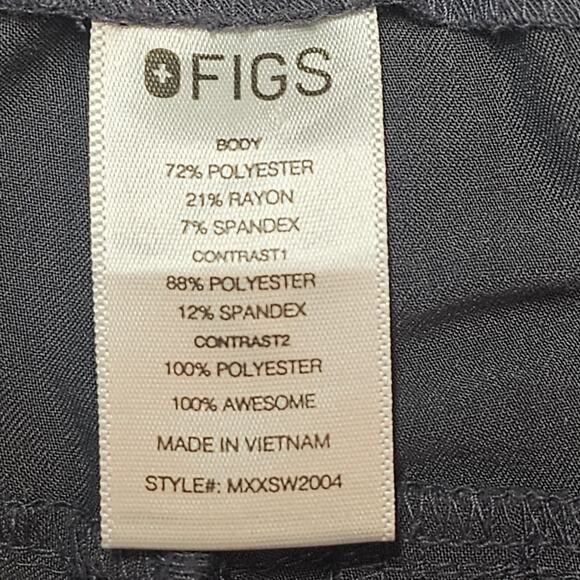 FIGS
BODY
72% POLYESTER
21% RAYON
7% SPANDEX
CONTRAST1
88% POLYESTER
12% SPANDEX
CONTRAST2
100% POLYESTER
100% AWESOME
MADE IN VIETNAM
STYLE#: MXXSW2004